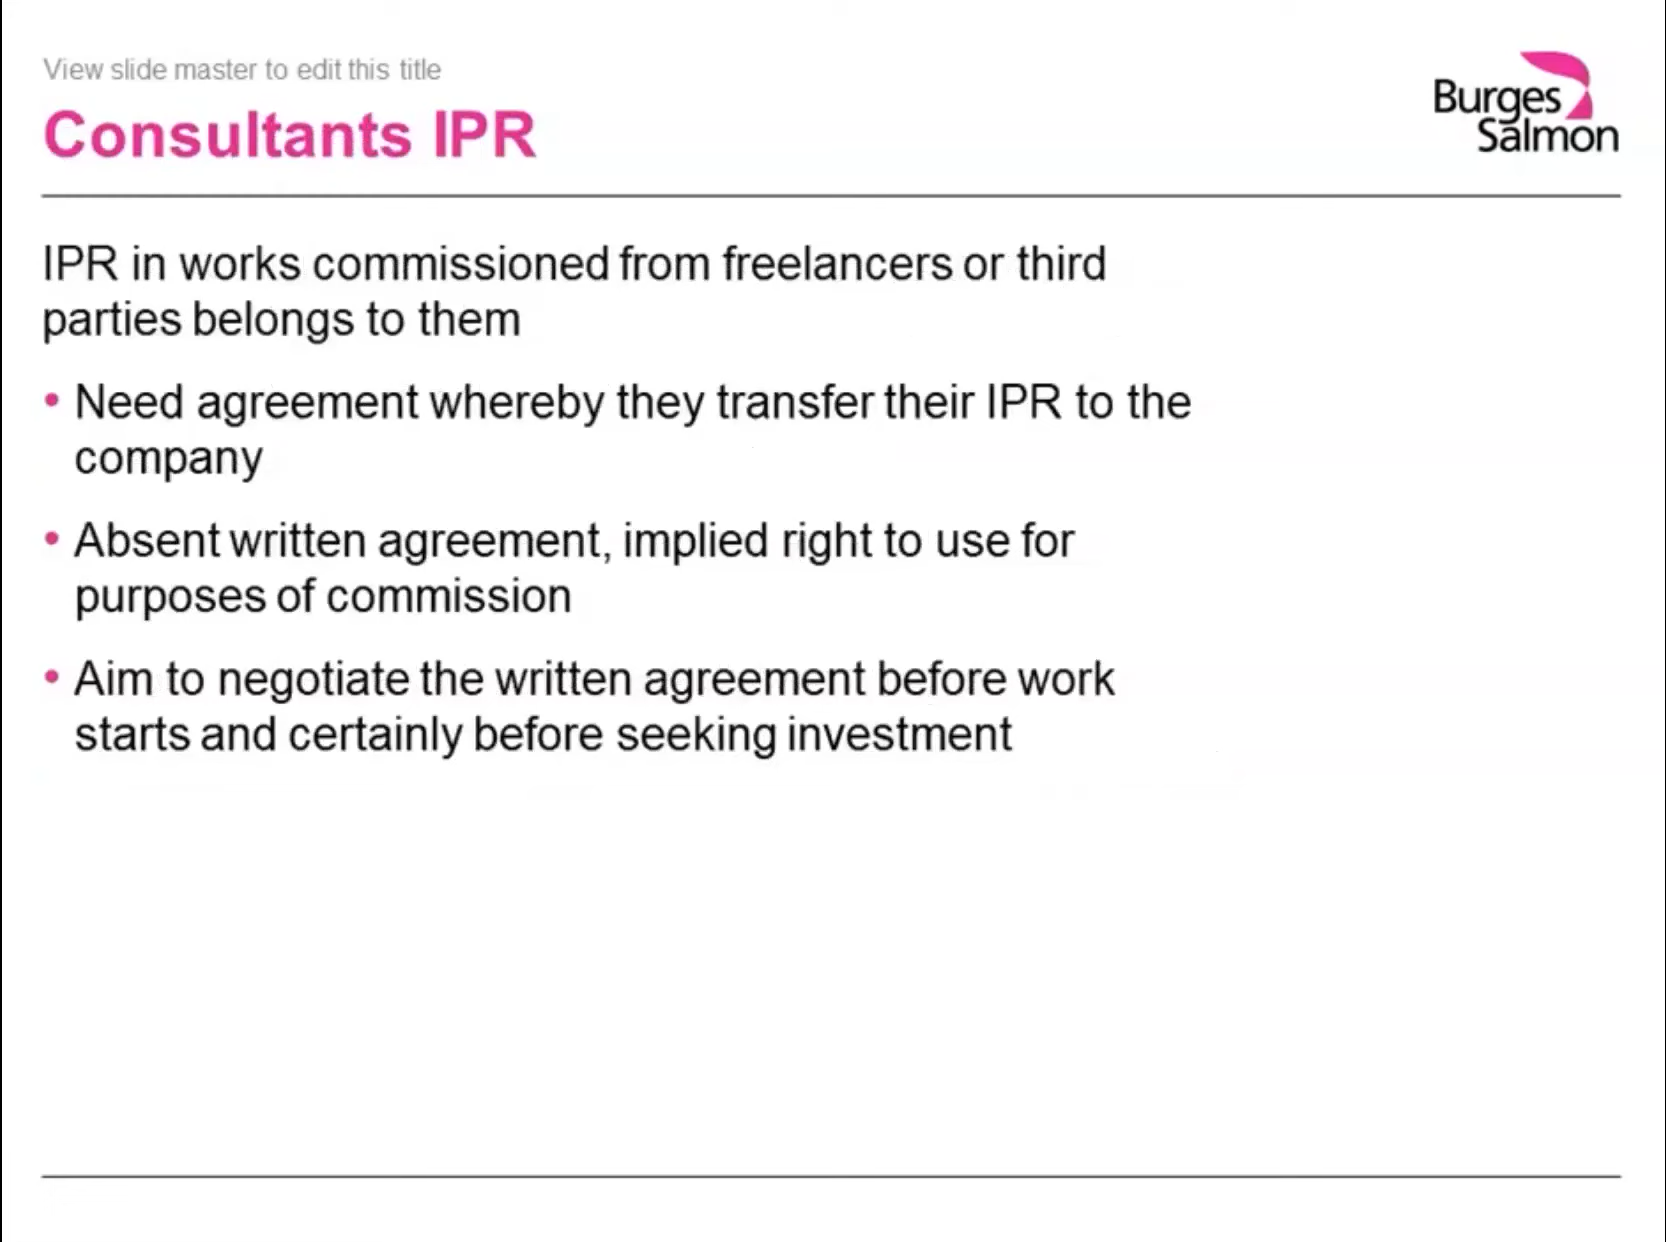 View slide master to edit this title
Consultants IPR
Burges
Salmon
IPR in works commissioned from freelancers or third
parties belongs to them
• Need agreement whereby they transfer their IPR to the
company
• Absent written agreement, implied right to use for
purposes of commission
• Aim to negotiate the written agreement before work
starts and certainly before seeking investment